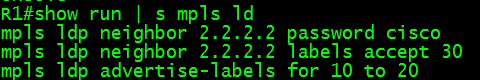 R1#show run | s mpls ld
mpls ldp neighbor 2.2.2.2 password cisco
mpls ldp neighbor 2.2.2.2 labels accept 30
mpls ldp advertise-labels for 10 to 20